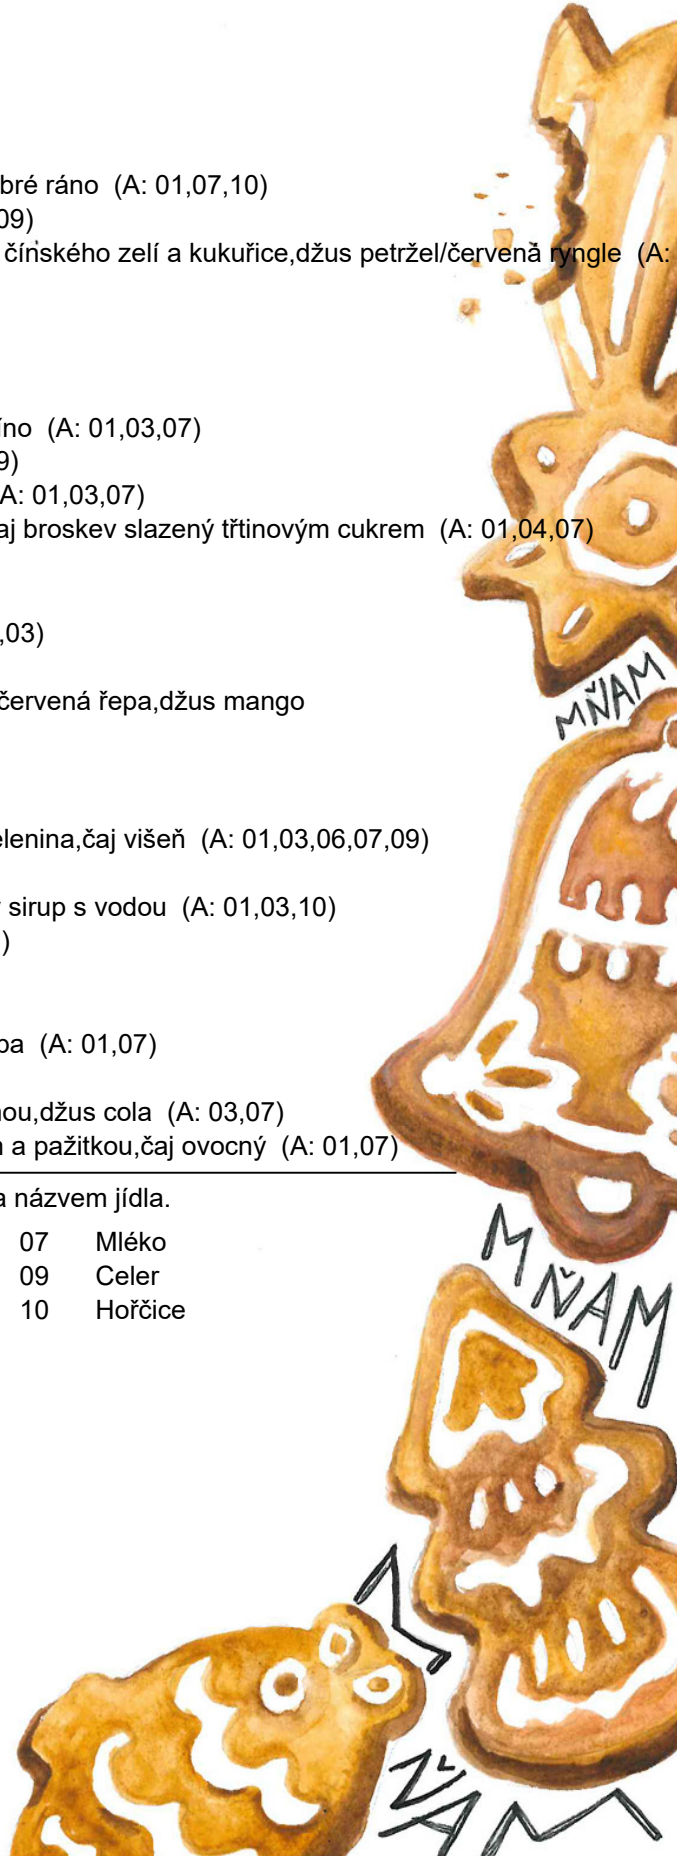 bré ráno (A: 01,07,10)
09)
čínského zelí a kukuřice,džus petržel/červená ryngle (A:
íno (A: 01,03,07)
9)
A: 01,03,07)
aj broskev slazený třtinovým cukrem (A: 01,04,07)
,03)
červená řepa,džus mango
elenina,čaj višeň (A: 01,03,06,07,09)
sirup s vodou (A: 01,03,10)
)
pa (A: 01,07)
nou,džus cola (A: 03,07)
a pažitkou,čaj ovocný (A: 01,07)
a názvem jídla.
07 Mléko
09 Celer
10 Hořčice
MŇAM
MŇAM
MŇAM